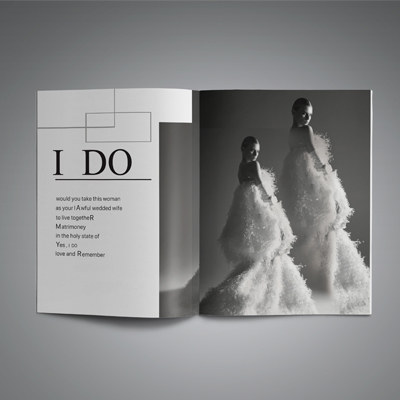 I DO
would you take this woman
as your (Awful wedded wife
to live togetheR
Matrimoney
in the holy state of
Yes, I DO
love and Remember